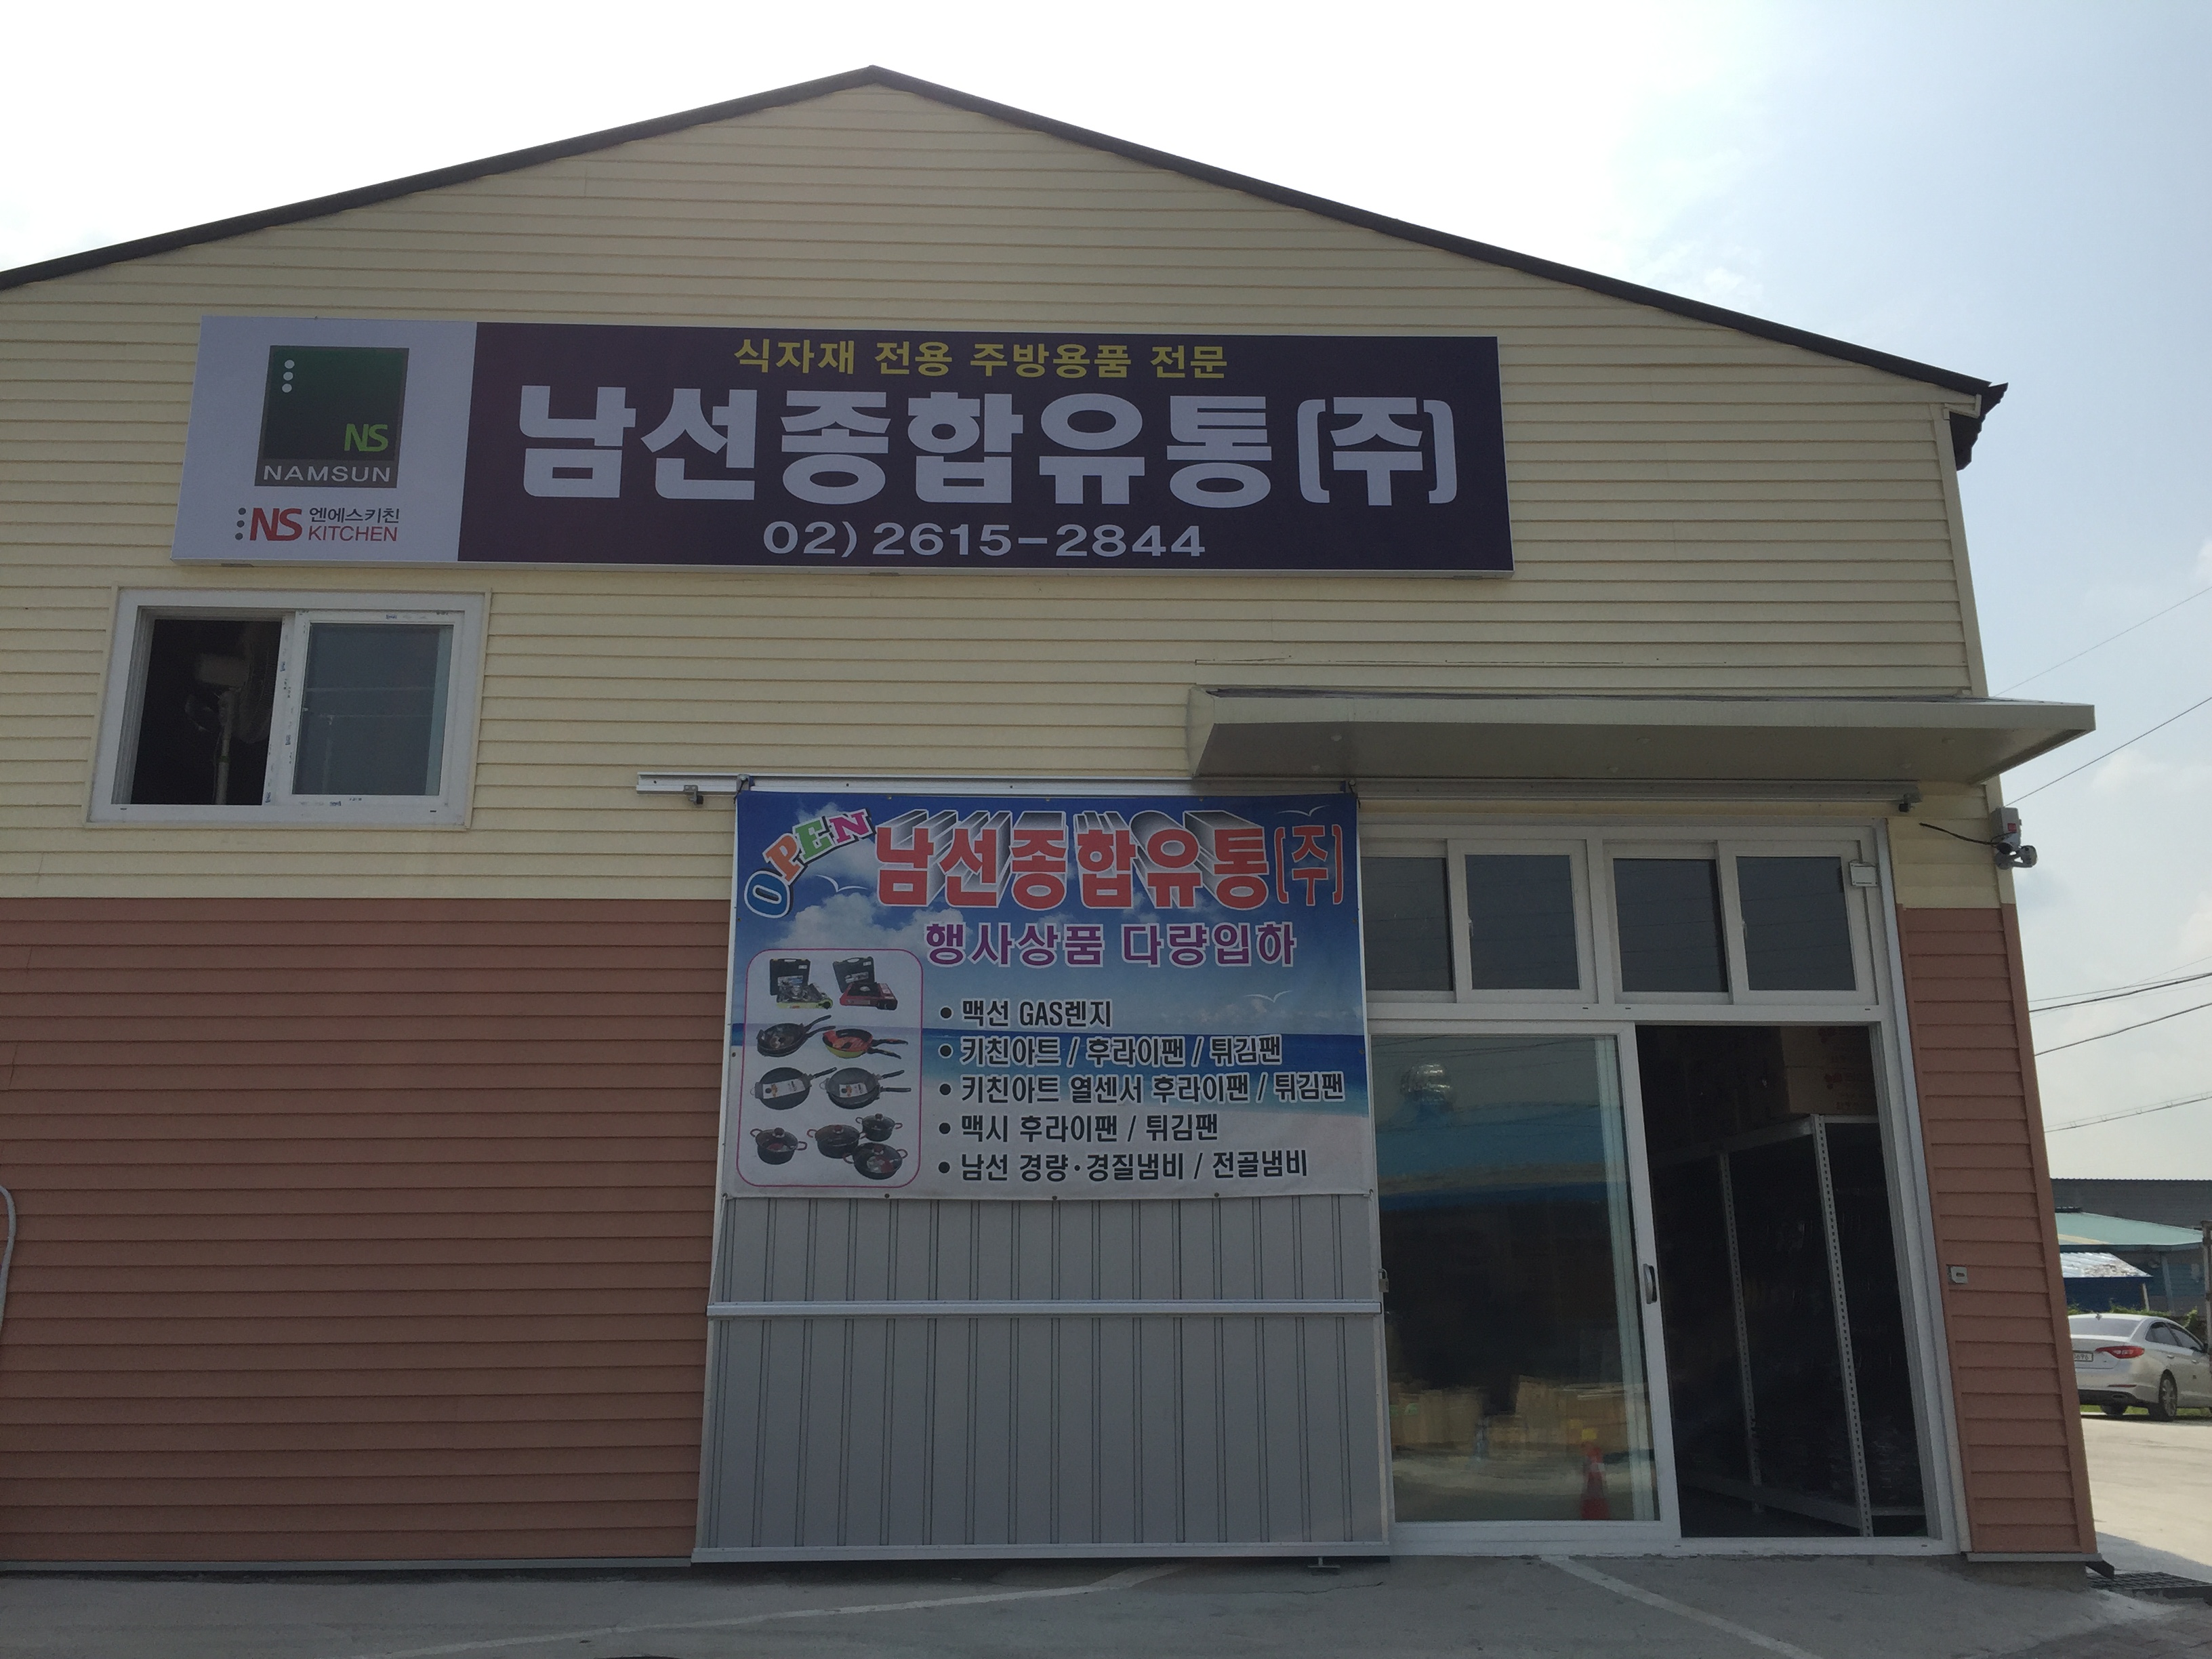 식자재 전용 주방용품 전문
NS
NAMSUN
NS 엔에스키친
KITCHEN
남선종합유통(주)
02)2615-2844
OPEN
남선종합유통(주)
행사상품 다량입하
• 맥선 GAS렌지
• 키친아트 / 후라이팬 / 튀김팬
• 키친아트 열센서 후라이팬 / 튀김팬
• 맥시 후라이팬 / 튀김팬
• 남선 경량·경질냄비 / 전골냄비